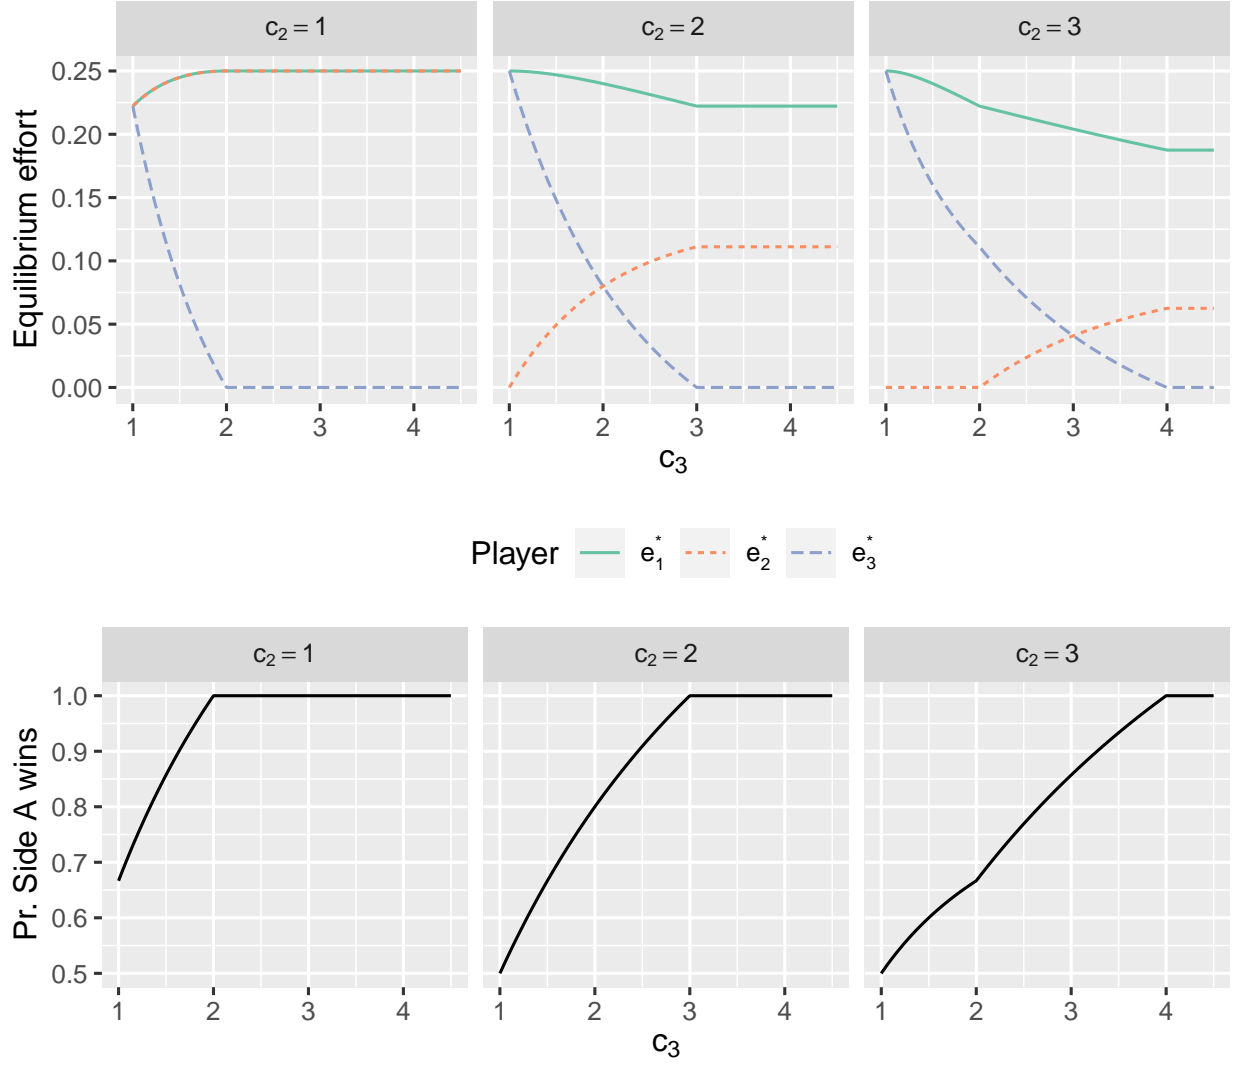 c₂ = 1 c₂ = 2 c₂ = 3
Equilibrium effort
0.25
0.20
0.15
0.10
0.05
0.00
1 2 3 4 1 2 3 4 1 2 3 4
c₃
Player e₁* e₂* e₃*
c₂ = 1 c₂ = 2 c₂ = 3
Pr. Side A wins
1.0
0.9
0.8
0.7
0.6
0.5
1 2 3 4 1 2 3 4 1 2 3 4
c₃